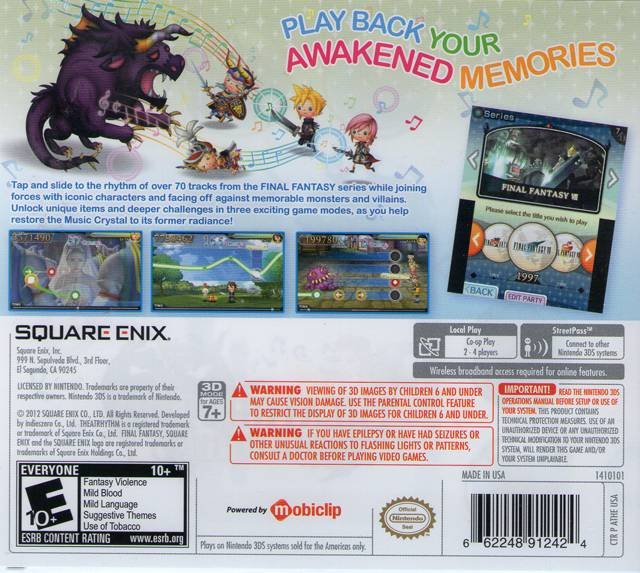 PLAY BACK YOUR
AWAKENED MEMORIES
Tap and slide to the rhythm of over 70 tracks from the FINAL FANTASY series while joining
forces with iconic characters and facing off against memorable monsters and villains.
Unlock unique items and deeper challenges in three exciting game modes, as you help
restore the Music Crystal to its former radiance!
Series
FINAL FANTASY VII
Please select the title you wish to play
1997
BACK
EDIT PARTY
SQUARE ENIX.
Square Enix, Inc.
999 N. Sepulveda Blvd., 3rd Floor,
El Segundo, CA 90245
LICENSED BY NINTENDO. Trademarks are property of their
respective owners. Nintendo 3DS is a trademark of Nintendo.
© 2012 SQUARE ENIX CO., LTD. All Rights Reserved. Developed
by indieszero Co., Ltd. THEATRHYTHM is a registered trademark
or trademark of Square Enix Co., Ltd. FINAL FANTASY, SQUARE
ENIX and the SQUARE ENIX logo are registered trademarks or
trademarks of Square Enix Holdings Co., Ltd.
3D
MODE
for AGES
7+
WARNING VIEWING OF 3D IMAGES BY CHILDREN 6 AND UNDER
MAY CAUSE VISION DAMAGE. USE THE PARENTAL CONTROL FEATURE
TO RESTRICT THE DISPLAY OF 3D IMAGES FOR CHILDREN 6 AND UNDER.
WARNING IF YOU HAVE EPILEPSY OR HAVE HAD SEIZURES OR
OTHER UNUSUAL REACTIONS TO FLASHING LIGHTS OR PATTERNS,
CONSULT A DOCTOR BEFORE PLAYING VIDEO GAMES.
Local Play
Co-op Play
2 - 4 players
StreetPass™
Connect to other
Nintendo 3DS systems
Wireless broadband access required for online features.
IMPORTANT! READ THE NINTENDO 3DS
OPERATIONS MANUAL BEFORE SETUP OR USE OF
YOUR SYSTEM. THIS PRODUCT CONTAINS
TECHNICAL PROTECTION MEASURES. USE OF AN
UNAUTHORIZED DEVICE OR ANY UNAUTHORIZED
TECHNICAL MODIFICATION TO YOUR NINTENDO 3DS
SYSTEM, WILL RENDER THIS GAME AND/OR
YOUR SYSTEM UNPLAYABLE.
EVERYONE 10+ ™
E
10+
Fantasy Violence
Mild Blood
Mild Language
Suggestive Themes
Use of Tobacco
ESRB CONTENT RATING www.esrb.org
Powered by mobiclip
Official
Nintendo
Seal
Plays on Nintendo 3DS systems sold for the Americas only.
MADE IN USA
1410101
6 62248 91242 4
CTR P ATHE USA